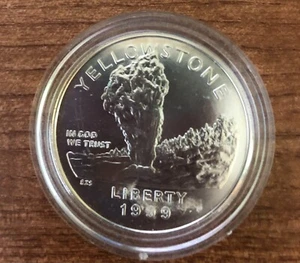 YELLOWSTONE
IN GOD
WE TRUST
LIBERTY
1999